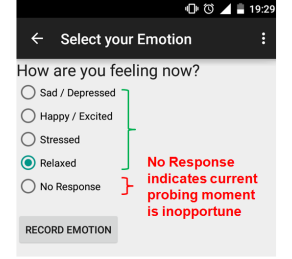 19:29
Select your Emotion
How are you feeling now?
Sad / Depressed
Happy / Excited
Stressed
Relaxed
No Response
No Response
indicates current
probing moment
is inopportune
RECORD EMOTION